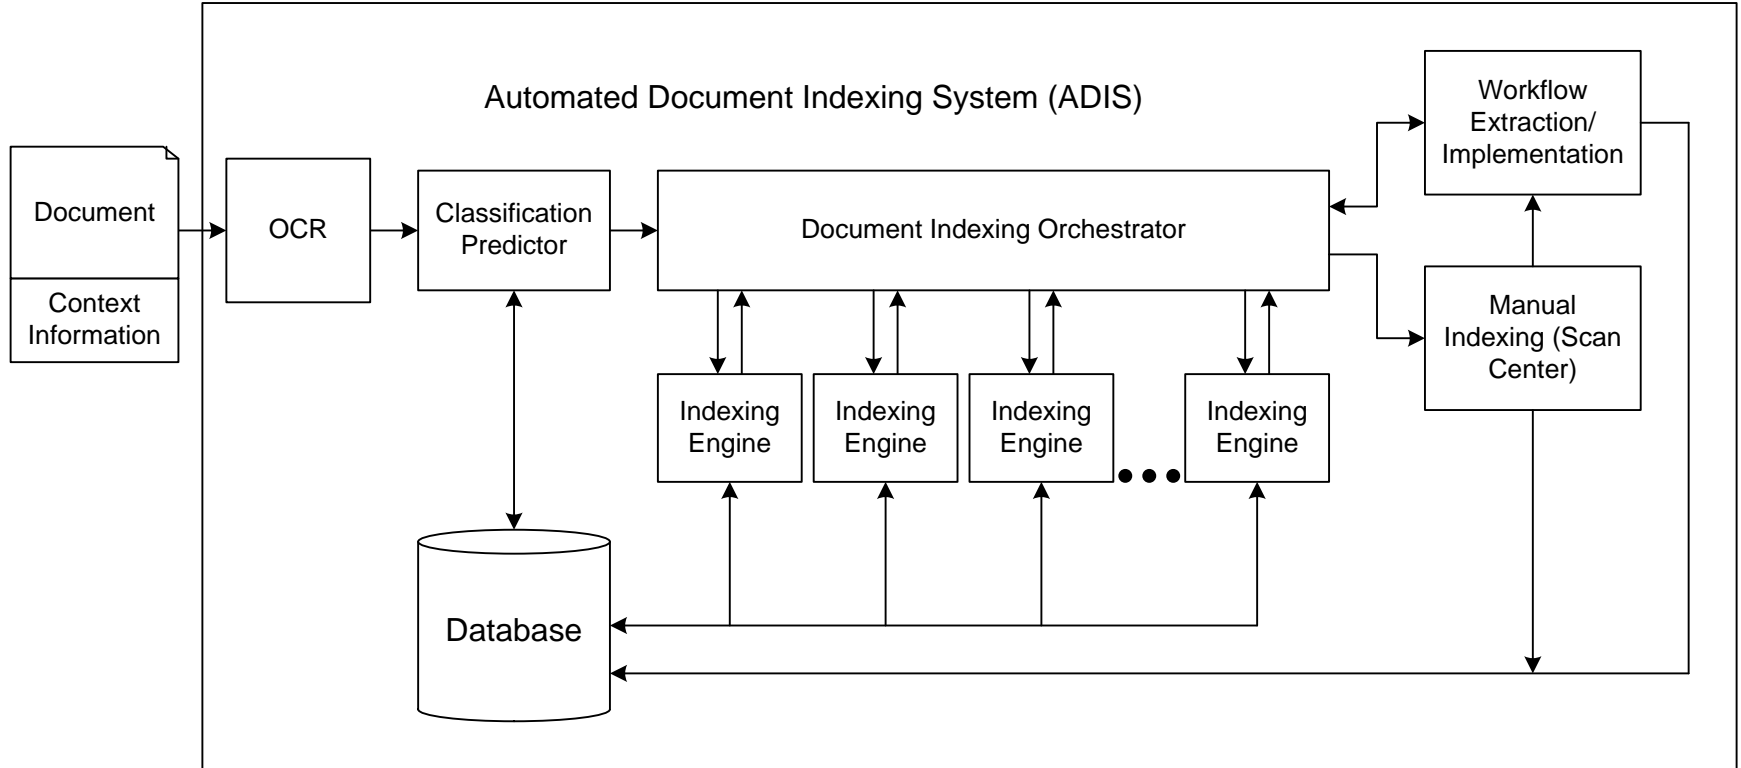 Automated Document Indexing System (ADIS)
Document
Context
Information
OCR
Classification
Predictor
Document Indexing Orchestrator
Workflow
Extraction/
Implementation
Manual
Indexing (Scan
Center)
Indexing
Engine
Indexing
Engine
Indexing
Engine
Indexing
Engine
Database